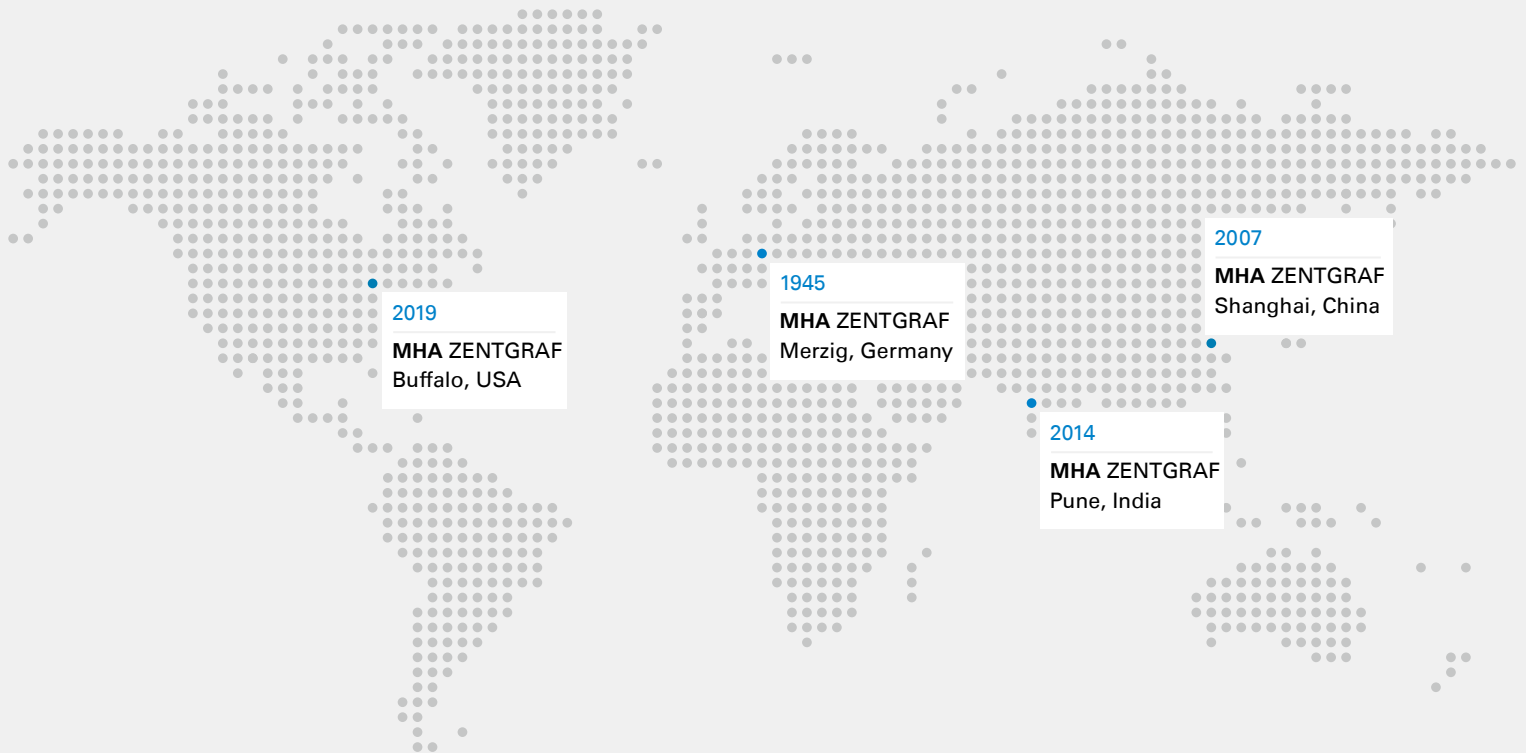 2019
MHA ZENTGRAF
Buffalo, USA
1945
MHA ZENTGRAF
Merzig, Germany
2007
MHA ZENTGRAF
Shanghai, China
2014
MHA ZENTGRAF
Pune, India